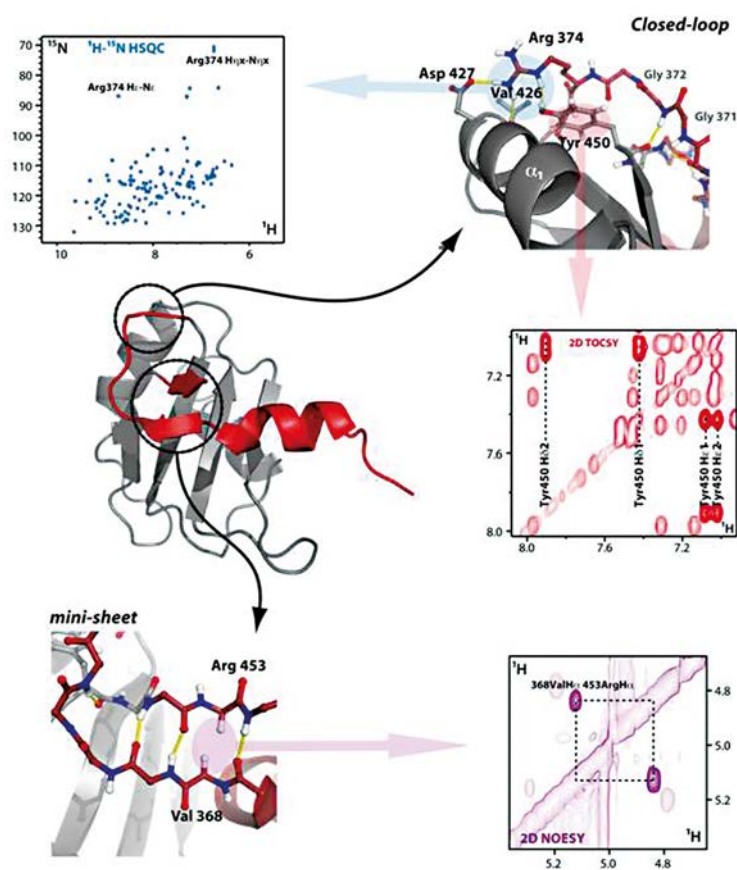 ¹⁵N
¹H-¹⁵N HSQC
70
80
90
100
110
120
130
Arg374 Hηx-Nηx
Arg374 Hε-Nε
10
8
6
¹H
Closed-loop
Arg 374
Asp 427
Val 426
Gly 372
Gly 371
Tyr 450
α₁
¹H
2D TOCSY
7.2
7.6
8.0
Tyr450 Hδ2
Tyr450 Hδ1
Tyr450 Hε1
Tyr450 Hε2
¹H
8.0
7.6
7.2
mini-sheet
Arg 453
Val 368
¹H
368ValHα 453ArgHα
4.8
5.0
5.2
¹H
2D NOESY
5.2
5.0
4.8